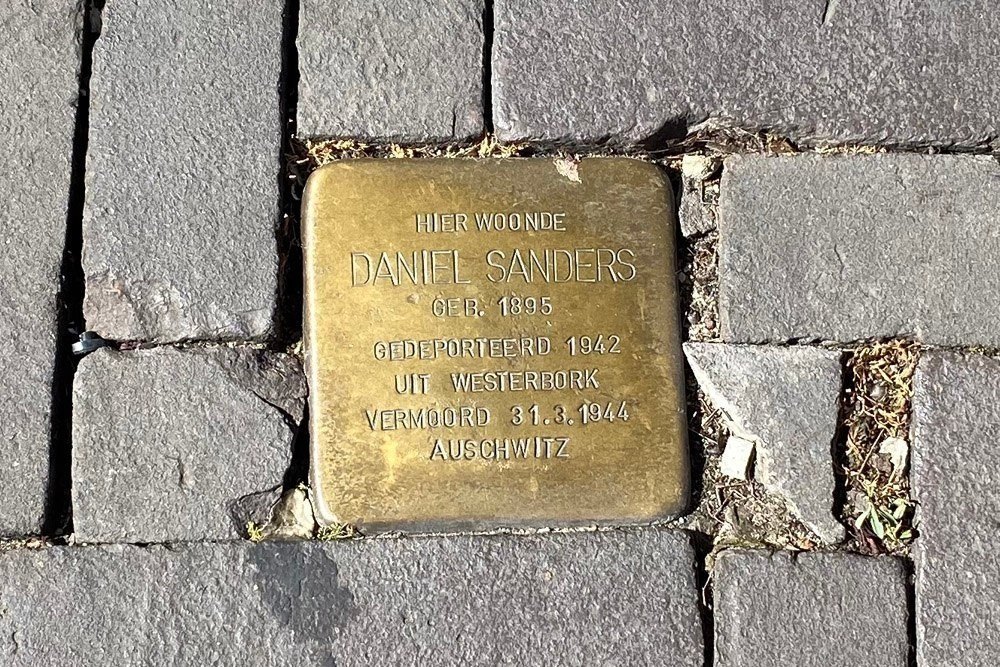 HIER WOONDE
DANIEL SANDERS
GEB. 1895
GEDEPORTEERD 1942
UIT WESTERBORK
VERMOORD 31.3.1944
AUSCHWITZ